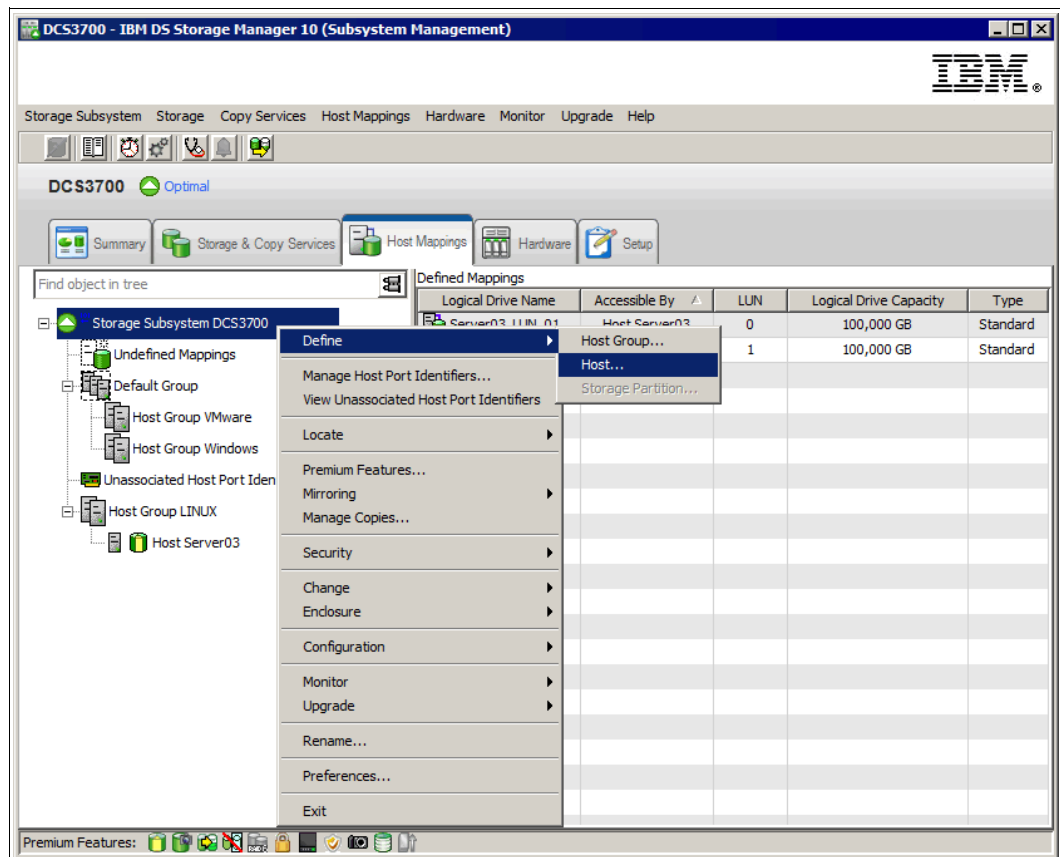 DCS3700 - IBM DS Storage Manager 10 (Subsystem Management)
IBM®
Storage Subsystem Storage Copy Services Host Mappings Hardware Monitor Upgrade Help
DCS3700 Optimal
Summary Storage & Copy Services Host Mappings Hardware Setup
Find object in tree
Defined Mappings
Logical Drive Name Accessible By LUN Logical Drive Capacity Type
Storage Subsystem DCS3700
Server03_LUN_01 Host Server03 0 100,000 GB Standard
1 100,000 GB Standard
Undefined Mappings
Default Group
Host Group VMware
Host Group Windows
Unassociated Host Port Iden
Host Group LINUX
Host Server03
Define
Manage Host Port Identifiers...
View Unassociated Host Port Identifiers
Locate
Premium Features...
Mirroring
Manage Copies...
Security
Change
Enclosure
Configuration
Monitor
Upgrade
Rename...
Preferences...
Exit
Host Group...
Host...
Storage Partition...
Premium Features: